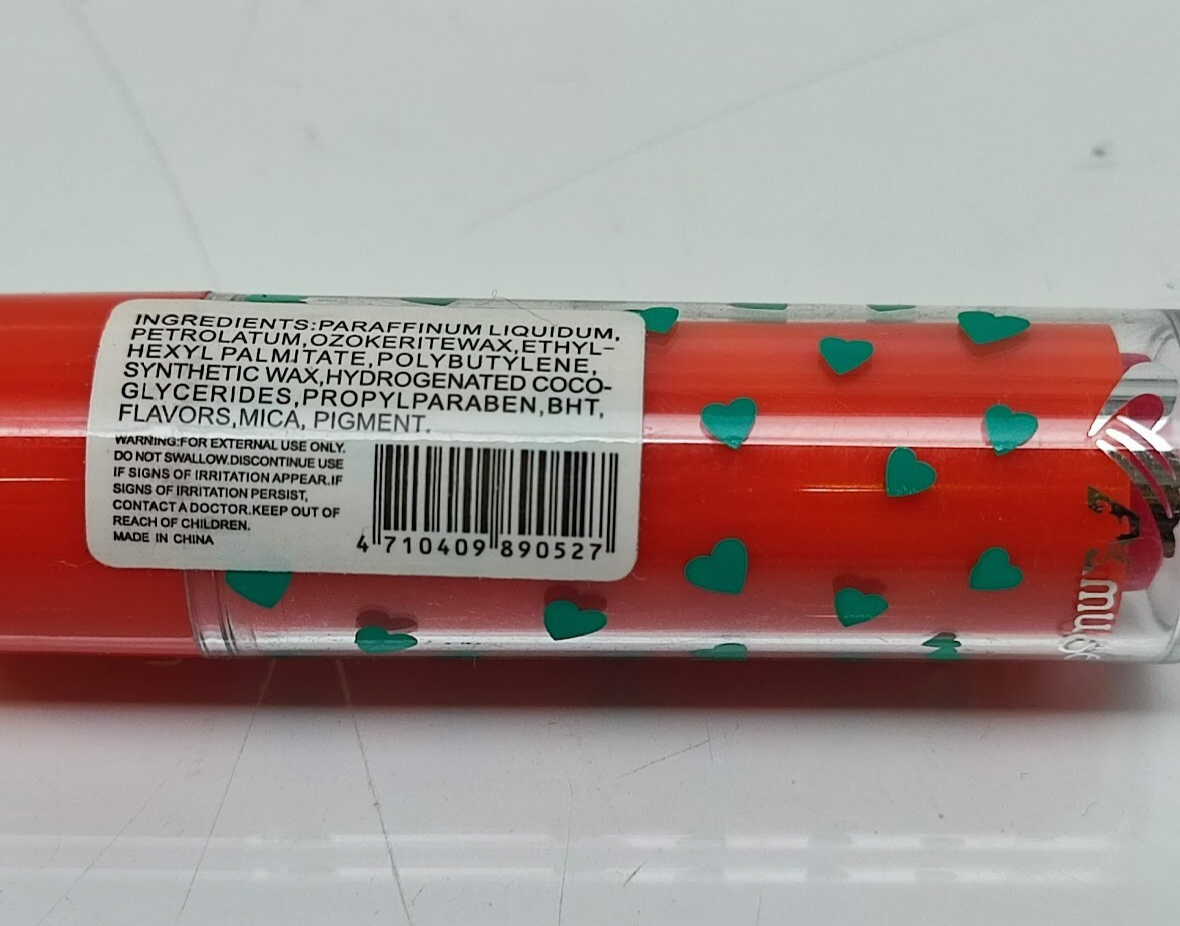 INGREDIENTS:PARAFFINUM LIQUIDUM,
PETROLATUM,OZOKERITEWAX,ETHYL-
HEXYL PALMITATE,POLYBUTYLENE,
SYNTHETIC WAX,HYDROGENATED COCO-
GLYCERIDES,PROPYLPARABEN,BHT,
FLAVORS,MICA, PIGMENT.
WARNING:FOR EXTERNAL USE ONLY.
DO NOT SWALLOW.DISCONTINUE USE
IF SIGNS OF IRRITATION APPEAR.IF
SIGNS OF IRRITATION PERSIST,
CONTACT A DOCTOR.KEEP OUT OF
REACH OF CHILDREN.
MADE IN CHINA
4 710409 890527